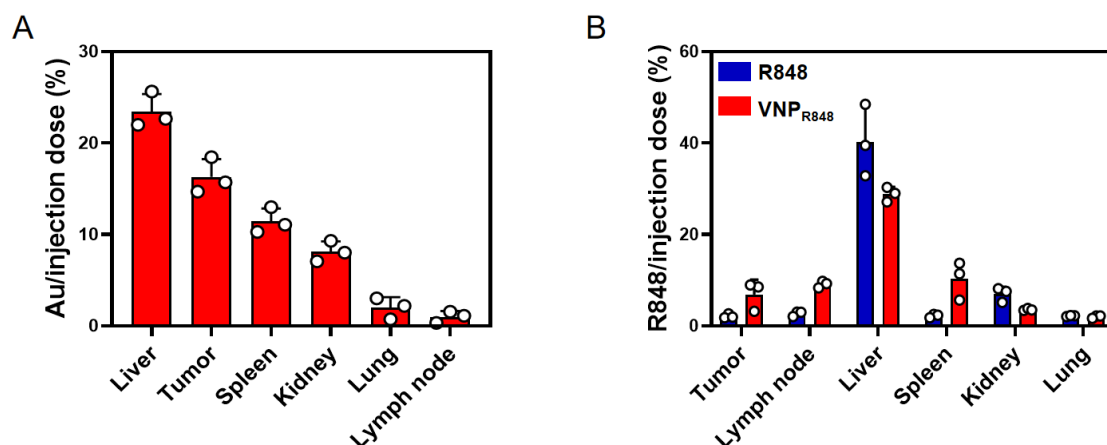 A
Au/injection dose (%)
30
20
10
0
Liver
Tumor
Spleen
Kidney
Lung
Lymph node
B
R848/injection dose (%)
60
40
20
0
R848
VNPR848
Tumor
Lymph node
Liver
Spleen
Kidney
Lung